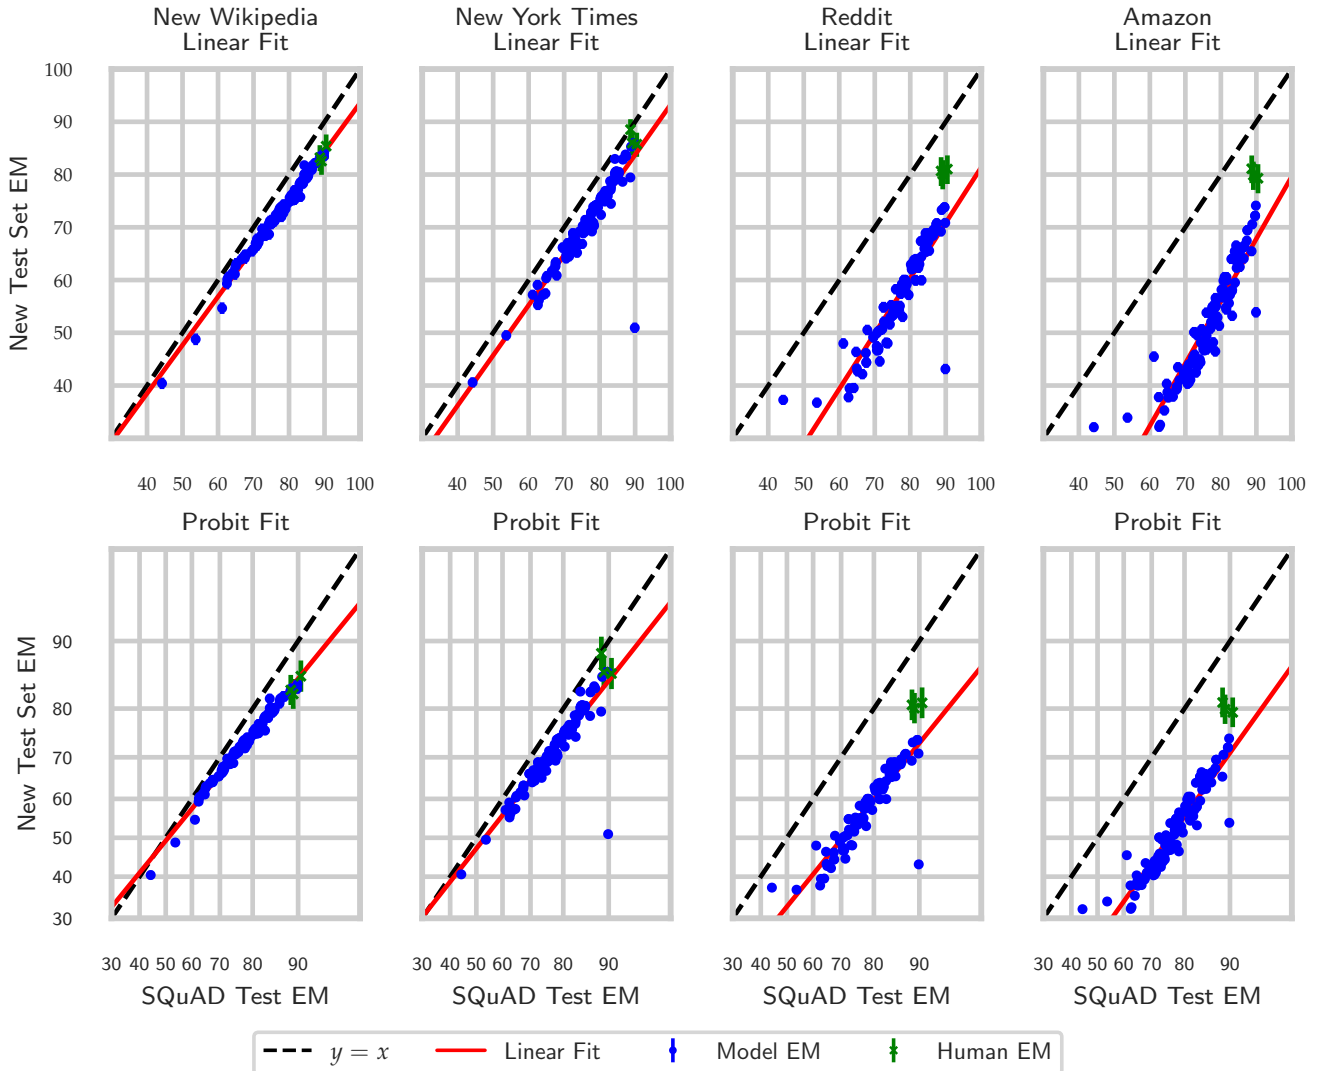 New Wikipedia New York Times Reddit Amazon
Linear Fit Linear Fit Linear Fit Linear Fit
100
90
80
70
60
50
40
New Test Set EM
40 50 60 70 80 90 100 40 50 60 70 80 90 100 40 50 60 70 80 90 100 40 50 60 70 80 90 100
Probit Fit Probit Fit Probit Fit Probit Fit
90
80
70
60
50
40
30
New Test Set EM
30 40 50 60 70 80 90 30 40 50 60 70 80 90 30 40 50 60 70 80 90 30 40 50 60 70 80 90
SQuAD Test EM SQuAD Test EM SQuAD Test EM SQuAD Test EM
y = x Linear Fit Model EM Human EM